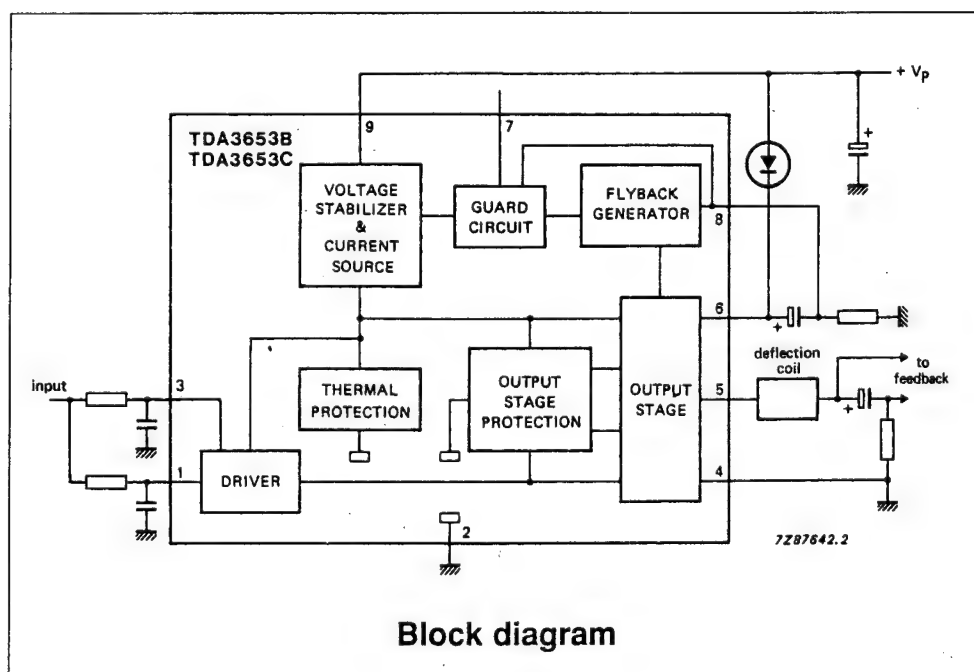 + Vp
9
7
TDA3653B
TDA3653C
VOLTAGE
STABILIZER
&
CURRENT
SOURCE
GUARD
CIRCUIT
FLYBACK
GENERATOR
8
+
6
+
deflection
coil
to
feedback
input
3
THERMAL
PROTECTION
OUTPUT
STAGE
PROTECTION
OUTPUT
STAGE
5
+
1
DRIVER
4
2
7Z87642.2
Block diagram